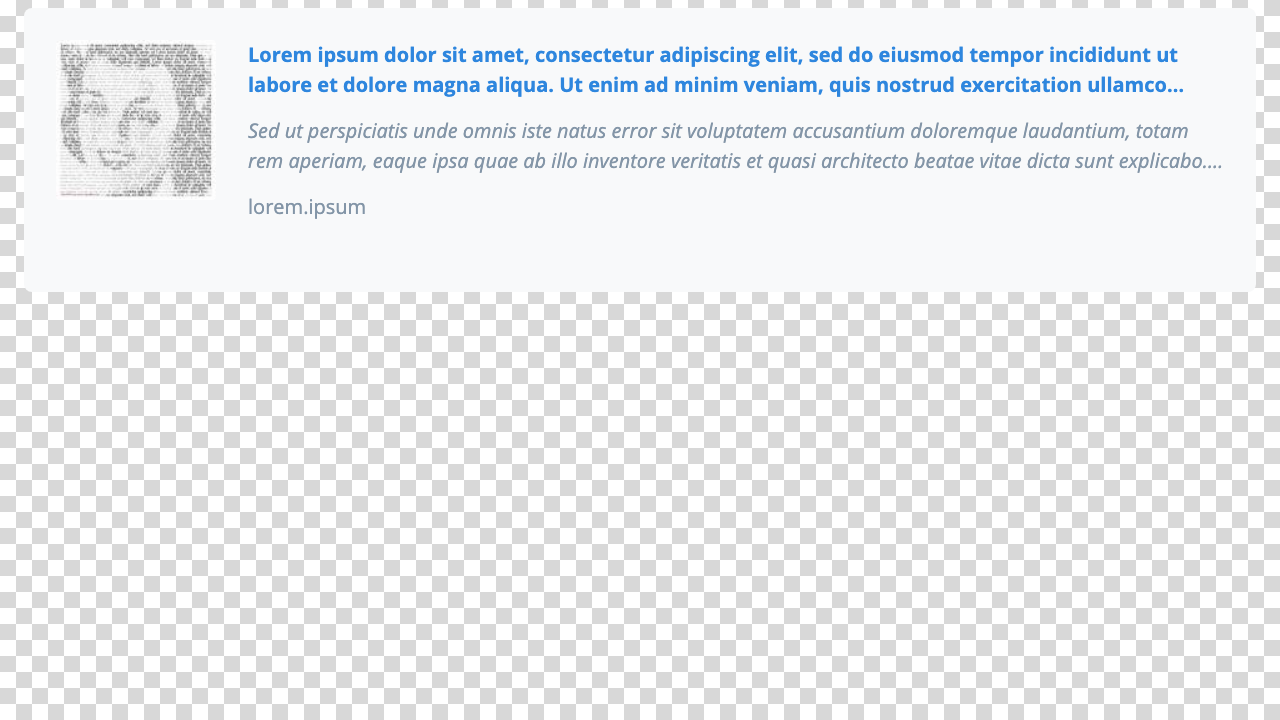 Lorem ipsum dolor sit amet, consectetur adipiscing elit, sed do eiusmod tempor incididunt ut
labore et dolore magna aliqua. Ut enim ad minim veniam, quis nostrud exercitation ullamco...
Sed ut perspiciatis unde omnis iste natus error sit voluptatem accusantium doloremque laudantium, totam
rem aperiam, eaque ipsa quae ab illo inventore veritatis et quasi architecto beatae vitae dicta sunt explicabo....
lorem.ipsum